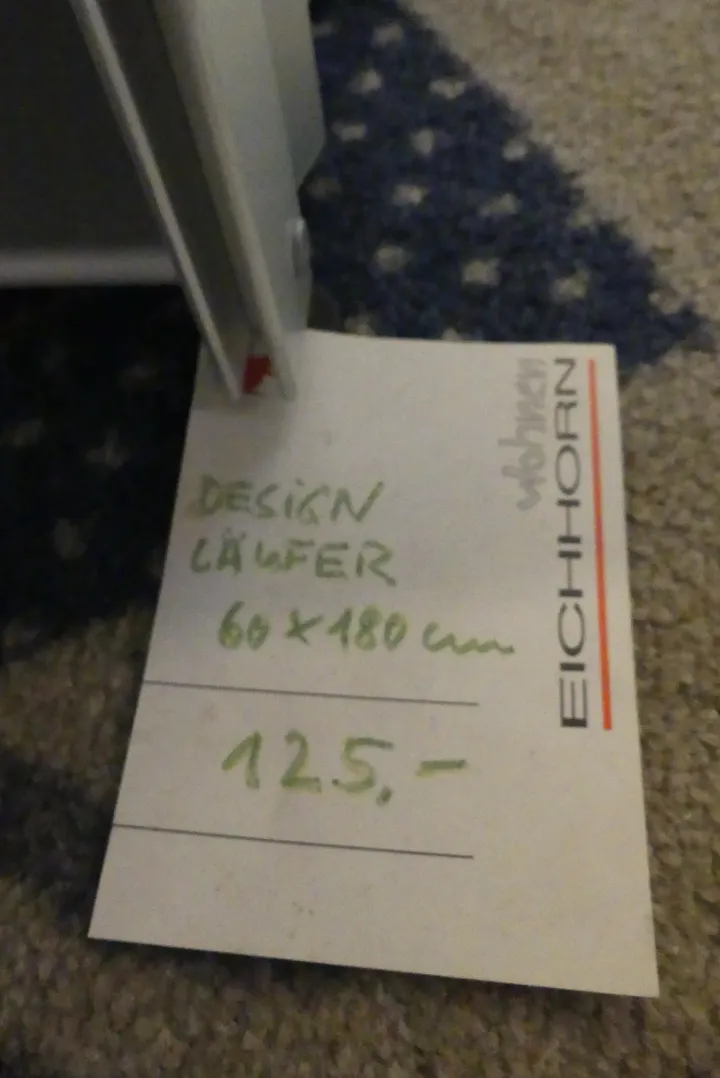 wohnen
EICHHORN
DESIGN
LÄUFER
60 x 180 cm
125,-